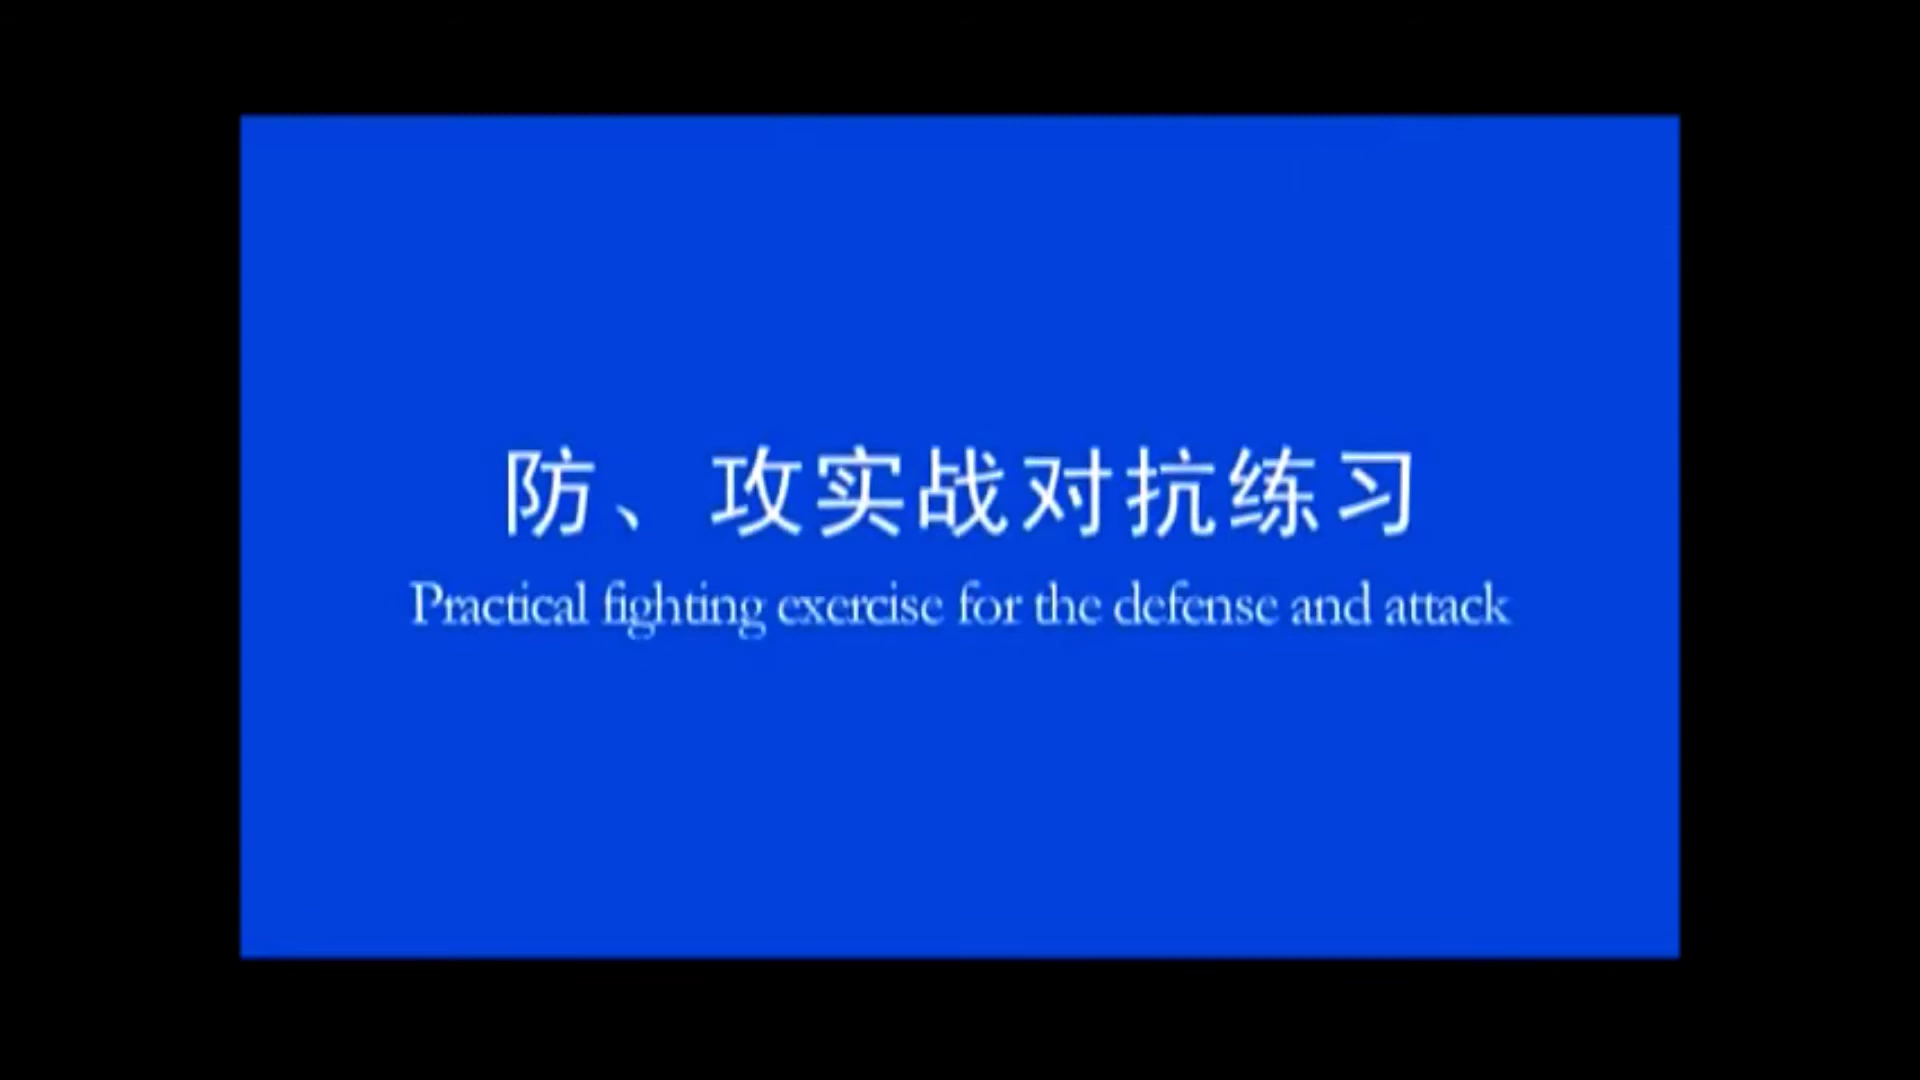 防、攻实战对抗练习
Practical fighting exercise for the defense and attack